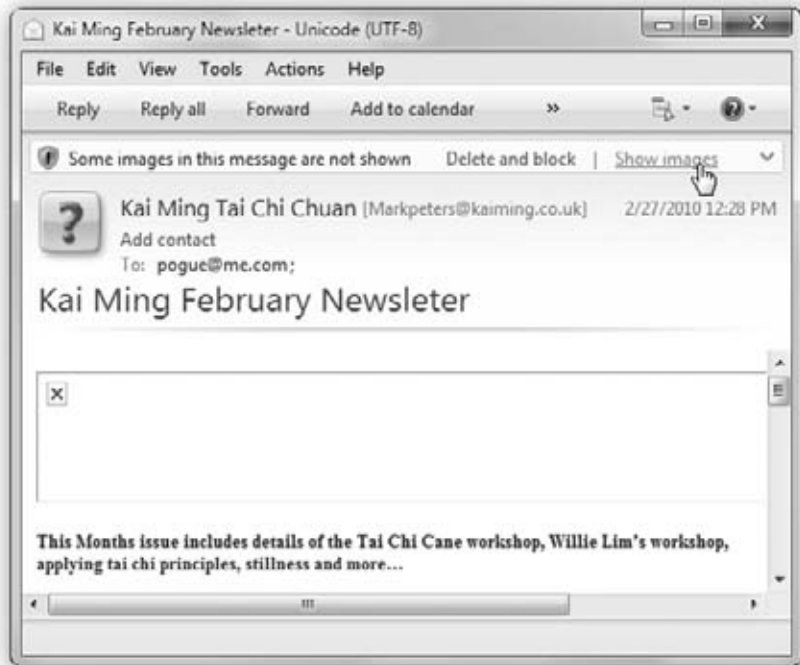 Kai Ming February Newsleter - Unicode (UTF-8)
File Edit View Tools Actions Help
Reply Reply all Forward Add to calendar »
Some images in this message are not shown Delete and block | Show images
Kai Ming Tai Chi Chuan [Markpeters@kaiming.co.uk] 2/27/2010 12:28 PM
Add contact
To: pogue@me.com;
Kai Ming February Newsleter
This Months issue includes details of the Tai Chi Cane workshop, Willie Lim's workshop,
applying tai chi principles, stillness and more...